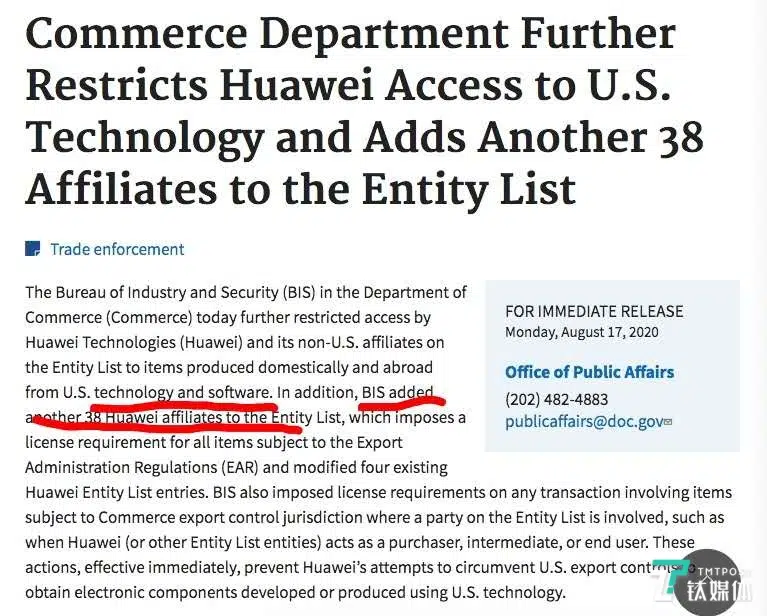 Commerce Department Further
Restricts Huawei Access to U.S.
Technology and Adds Another 38
Affiliates to the Entity List
Trade enforcement
The Bureau of Industry and Security (BIS) in the Department of
Commerce (Commerce) today further restricted access by
Huawei Technologies (Huawei) and its non-U.S. affiliates on
the Entity List to items produced domestically and abroad
from U.S. technology and software. In addition, BIS added
another 38 Huawei affiliates to the Entity List, which imposes a
license requirement for all items subject to the Export
Administration Regulations (EAR) and modified four existing
Huawei Entity List entries. BIS also imposed license requirements on any transaction involving items
subject to Commerce export control jurisdiction where a party on the Entity List is involved, such as
when Huawei (or other Entity List entities) acts as a purchaser, intermediate, or end user. These
actions, effective immediately, prevent Huawei's attempts to circumvent U.S. export controls to
obtain electronic components developed or produced using U.S. technology.
FOR IMMEDIATE RELEASE
Monday, August 17, 2020
Office of Public Affairs
(202) 482-4883
publicaffairs@doc.gov
TMTPOST
钛媒体